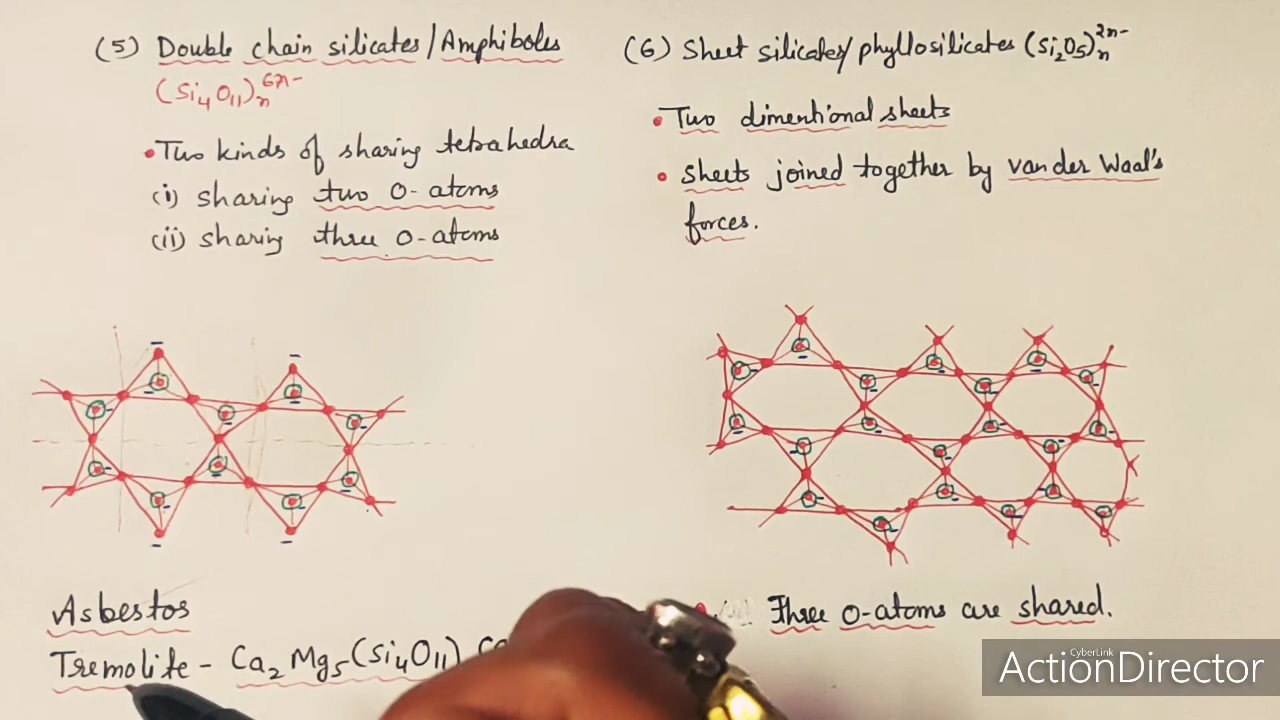 (5) Double chain silicates/Amphiboles
(Si4O11)n 6n-
• Two kinds of sharing tetrahedra
(i) sharing two O-atoms
(ii) sharing three O-atoms
Asbestos
Tremolite - Ca2 Mg5 (Si4O11)
(6) Sheet silicates/phyllosilicates (Si2O5)n 2n-
• Two dimentional sheets
• sheets joined together by van der Waal's
forces.
Three O-atoms are shared.
CyberLink
ActionDirector